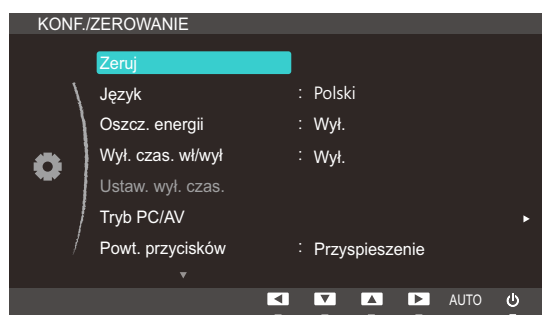 KONF./ZEROWANIE
Zeruj
Język : Polski
Oszcz. energii : Wył.
Wył. czas. wł/wył : Wył.
Ustaw. wył. czas.
Tryb PC/AV
Powt. przycisków : Przyspieszenie
AUTO